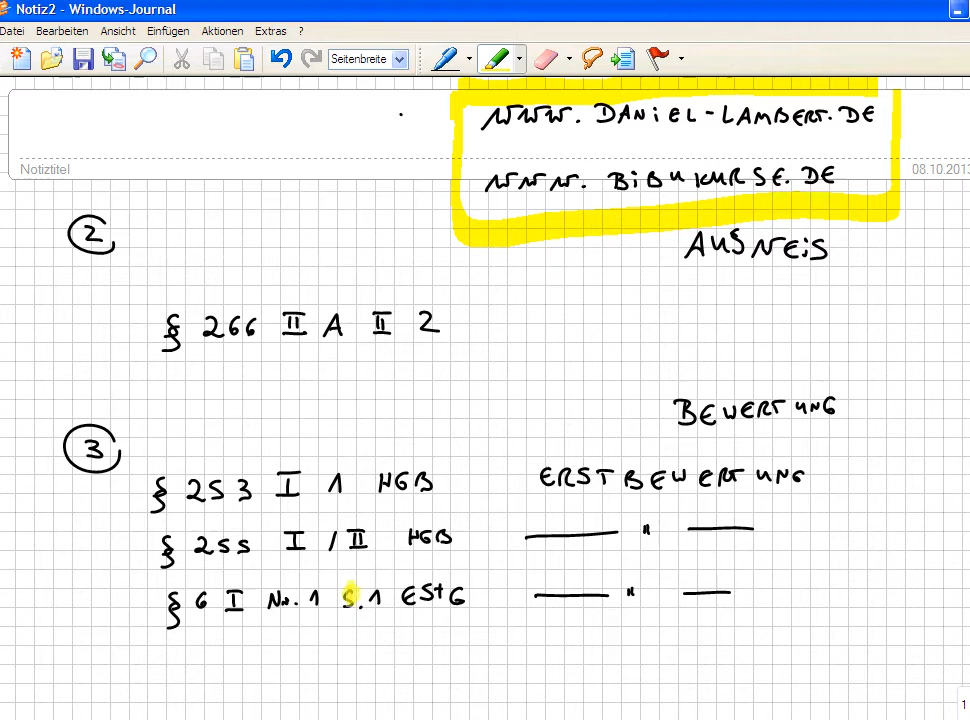 Notiz2 - Windows-Journal
Datei Bearbeiten Ansicht Einfügen Aktionen Extras ?
Seitenbreite
WWW. DANiEL-LAMBERT.DE
Notiztitel
08.10.2013
WWW. BiBUKURSE.DE
2
AUSWEiS
§ 266 II A II 2
BEWERTUNG
3
§ 253 I 1 HGB ERSTBEWERTUNG
§ 255 I / II HGB — " —
§ 6 I Nr. 1 S. 1 EStG — " —
1